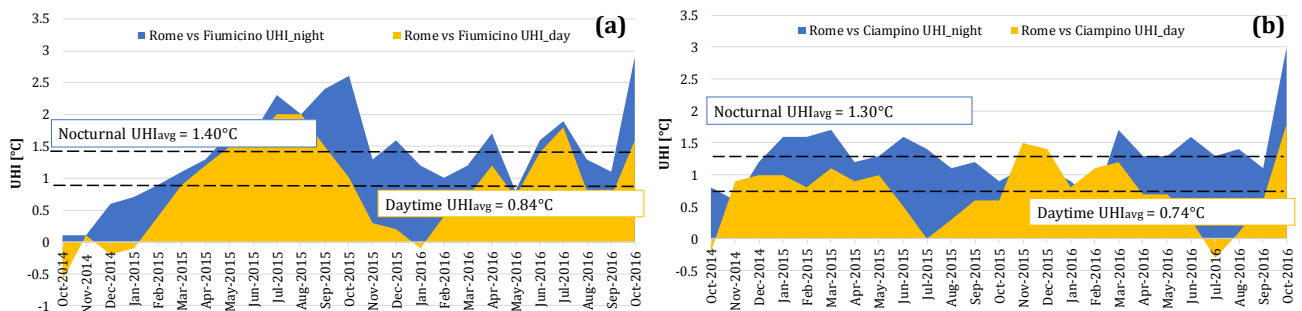 (a)
Rome vs Fiumicino UHI_night
Rome vs Fiumicino UHI_day
UHI [°C]
3.5
3
2.5
2
1.5
1
0.5
0
-0.5
-1
Nocturnal UHIavg = 1.40°C
Daytime UHIavg = 0.84°C
Oct-2014
Nov-2014
Dec-2014
Jan-2015
Feb-2015
Mar-2015
Apr-2015
May-2015
Jun-2015
Jul-2015
Aug-2015
Sep-2015
Oct-2015
Nov-2015
Dec-2015
Jan-2016
Feb-2016
Mar-2016
Apr-2016
May-2016
Jun-2016
Jul-2016
Aug-2016
Sep-2016
Oct-2016
(b)
Rome vs Ciampino UHI_night
Rome vs Ciampino UHI_day
UHI [°C]
3.5
3
2.5
2
1.5
1
0.5
0
-0.5
Nocturnal UHIavg = 1.30°C
Daytime UHIavg = 0.74°C
Oct-2014
Nov-2014
Dec-2014
Jan-2015
Feb-2015
Mar-2015
Apr-2015
May-2015
Jun-2015
Jul-2015
Aug-2015
Sep-2015
Oct-2015
Nov-2015
Dec-2015
Jan-2016
Feb-2016
Mar-2016
Apr-2016
May-2016
Jun-2016
Jul-2016
Aug-2016
Sep-2016
Oct-2016